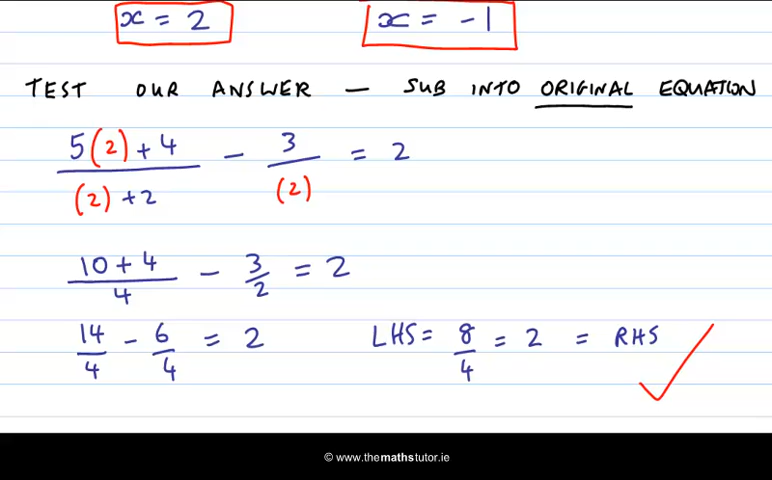 x = 2 x = -1
TEST OUR ANSWER — SUB INTO ORIGINAL EQUATION
5(2)+4 / (2)+2 - 3/(2) = 2
10+4 / 4 - 3/2 = 2
14/4 - 6/4 = 2 LHS = 8/4 = 2 = RHS
© www.themathstutor.ie